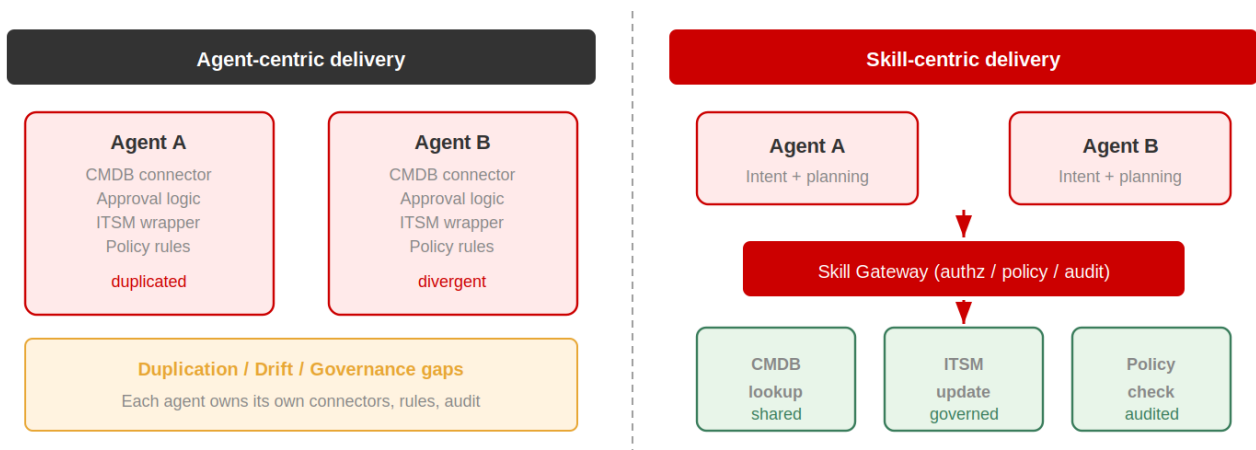 Agent-centric delivery
Agent A
CMDB connector
Approval logic
ITSM wrapper
Policy rules
duplicated
Agent B
CMDB connector
Approval logic
ITSM wrapper
Policy rules
divergent
Duplication / Drift / Governance gaps
Each agent owns its own connectors, rules, audit
Skill-centric delivery
Agent A
Intent + planning
Agent B
Intent + planning
Skill Gateway (authz / policy / audit)
CMDB
lookup
shared
ITSM
update
governed
Policy
check
audited